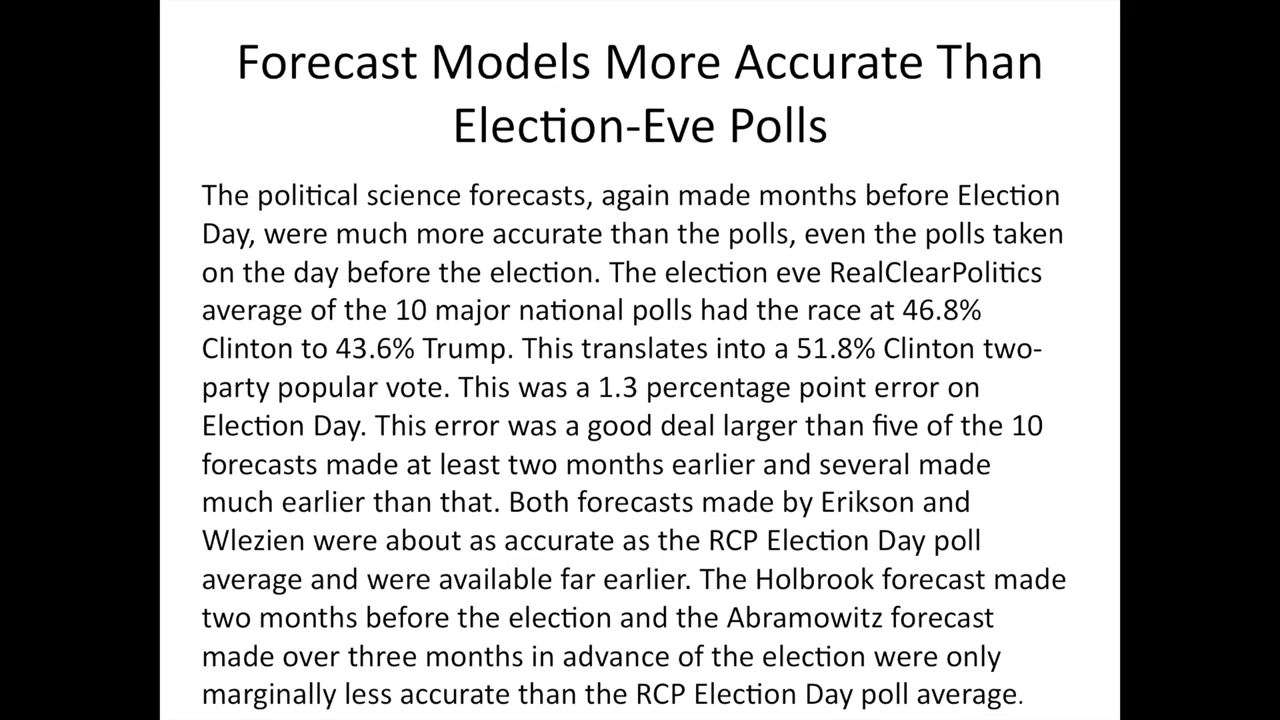 Forecast Models More Accurate Than
Election-Eve Polls
The political science forecasts, again made months before Election
Day, were much more accurate than the polls, even the polls taken
on the day before the election. The election eve RealClearPolitics
average of the 10 major national polls had the race at 46.8%
Clinton to 43.6% Trump. This translates into a 51.8% Clinton two-
party popular vote. This was a 1.3 percentage point error on
Election Day. This error was a good deal larger than five of the 10
forecasts made at least two months earlier and several made
much earlier than that. Both forecasts made by Erikson and
Wlezien were about as accurate as the RCP Election Day poll
average and were available far earlier. The Holbrook forecast made
two months before the election and the Abramowitz forecast
made over three months in advance of the election were only
marginally less accurate than the RCP Election Day poll average.